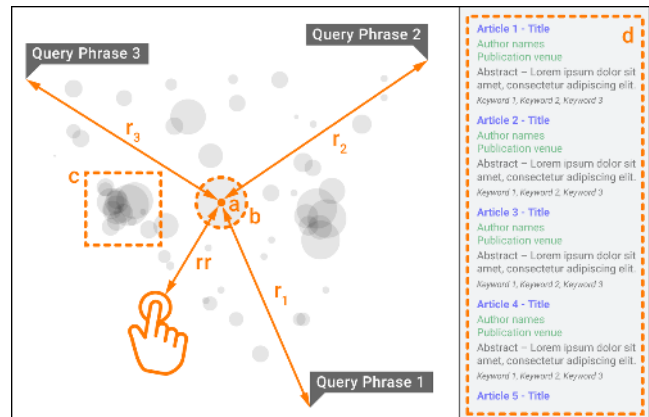 Query Phrase 3
Query Phrase 2
r3
r2
c
a
b
rr
r1
Query Phrase 1
d
Article 1 - Title
Author names
Publication venue
Abstract – Lorem ipsum dolor sit
amet, consectetur adipiscing elit.
Keyword 1, Keyword 2, Keyword 3
Article 2 - Title
Author names
Publication venue
Abstract – Lorem ipsum dolor sit
amet, consectetur adipiscing elit.
Keyword 1, Keyword 2, Keyword 3
Article 3 - Title
Author names
Publication venue
Abstract – Lorem ipsum dolor sit
amet, consectetur adipiscing elit.
Keyword 1, Keyword 2, Keyword 3
Article 4 - Title
Author names
Publication venue
Abstract – Lorem ipsum dolor sit
amet, consectetur adipiscing elit.
Keyword 1, Keyword 2, Keyword 3
Article 5 - Title